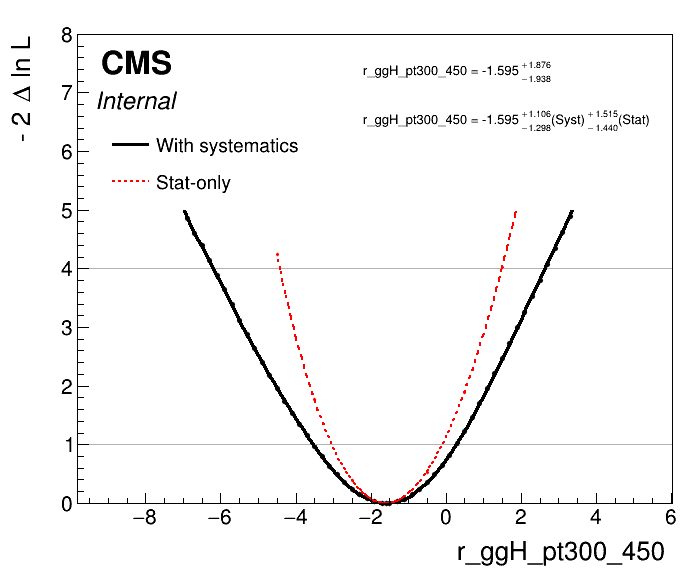 - 2 Δ ln L
8
7
6
5
4
3
2
1
0
CMS
Internal
With systematics
Stat-only
r_ggH_pt300_450 = -1.595 +1.876 −1.938
r_ggH_pt300_450 = -1.595 +1.106 −1.298 (Syst) +1.515 −1.440 (Stat)
−8 −6 −4 −2 0 2 4 6
r_ggH_pt300_450